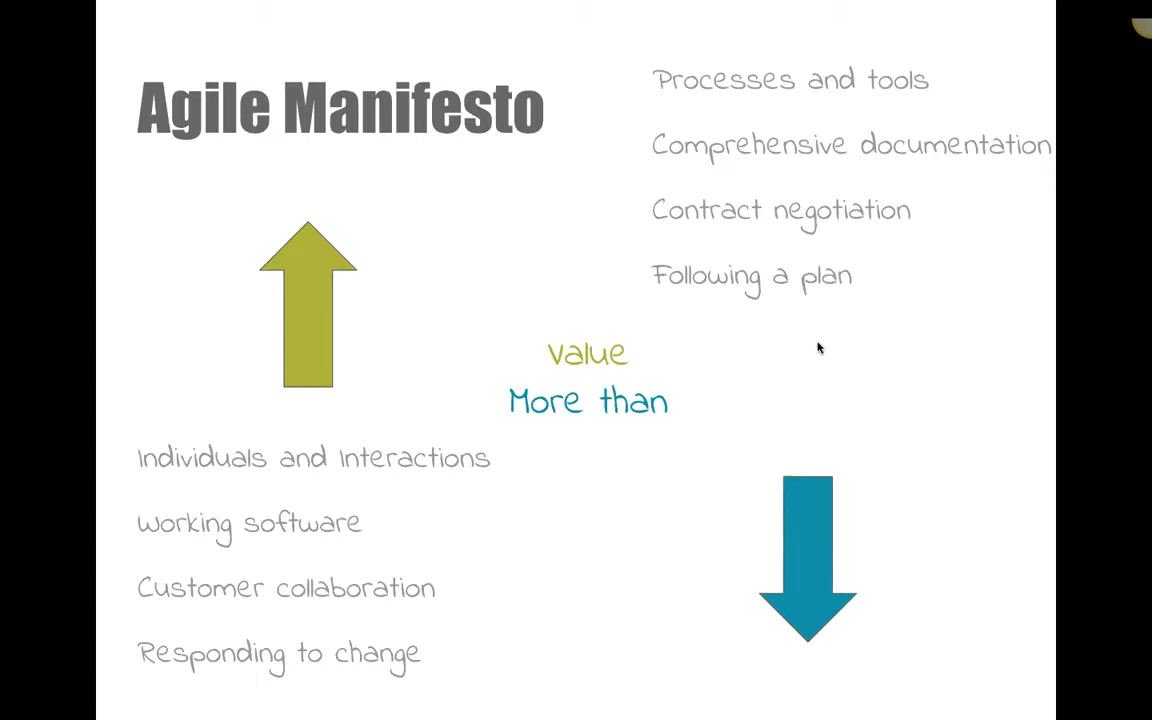 Agile Manifesto
Processes and tools
Comprehensive documentation
Contract negotiation
Following a plan
Value
More than
Individuals and Interactions
Working software
Customer collaboration
Responding to change